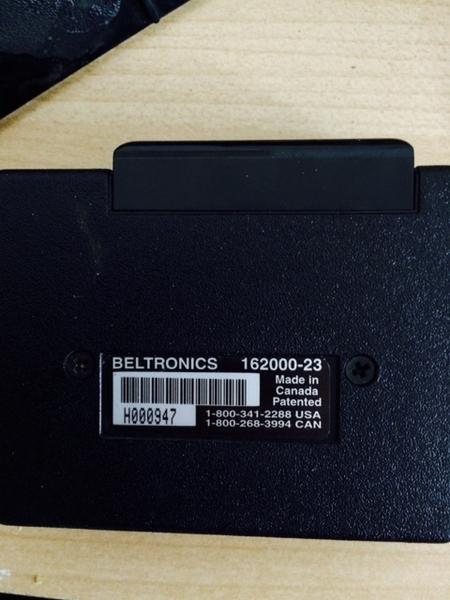 BELTRONICS 162000-23
Made in
Canada
Patented
H000947
1-800-341-2288 USA
1-800-268-3994 CAN